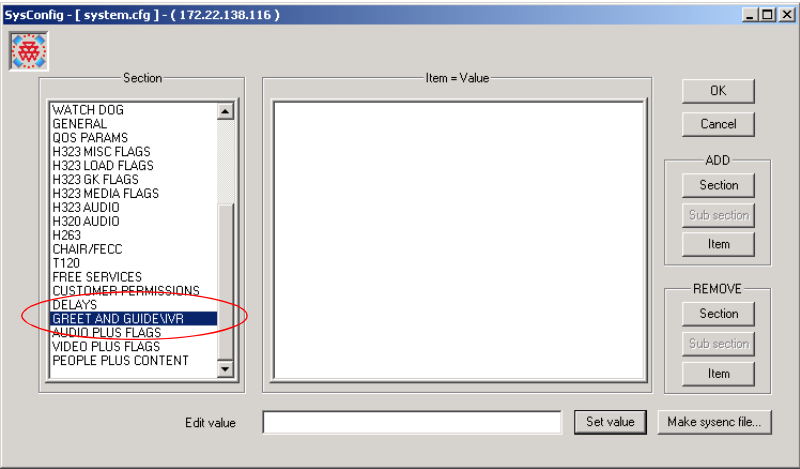 SysConfig - [ system.cfg ] - ( 172.22.138.116 )
Section
WATCH DOG
GENERAL
QOS PARAMS
H323 MISC FLAGS
H323 LOAD FLAGS
H323 GK FLAGS
H323 MEDIA FLAGS
H323 AUDIO
H320 AUDIO
H263
CHAIR/FECC
T120
FREE SERVICES
CUSTOMER PERMISSIONS
DELAYS
GREET AND GUIDE\IVR
AUDIO PLUS FLAGS
VIDEO PLUS FLAGS
PEOPLE PLUS CONTENT
Item = Value
OK
Cancel
ADD
Section
Sub section
Item
REMOVE
Section
Sub section
Item
Edit value
Set value
Make sysenc file...